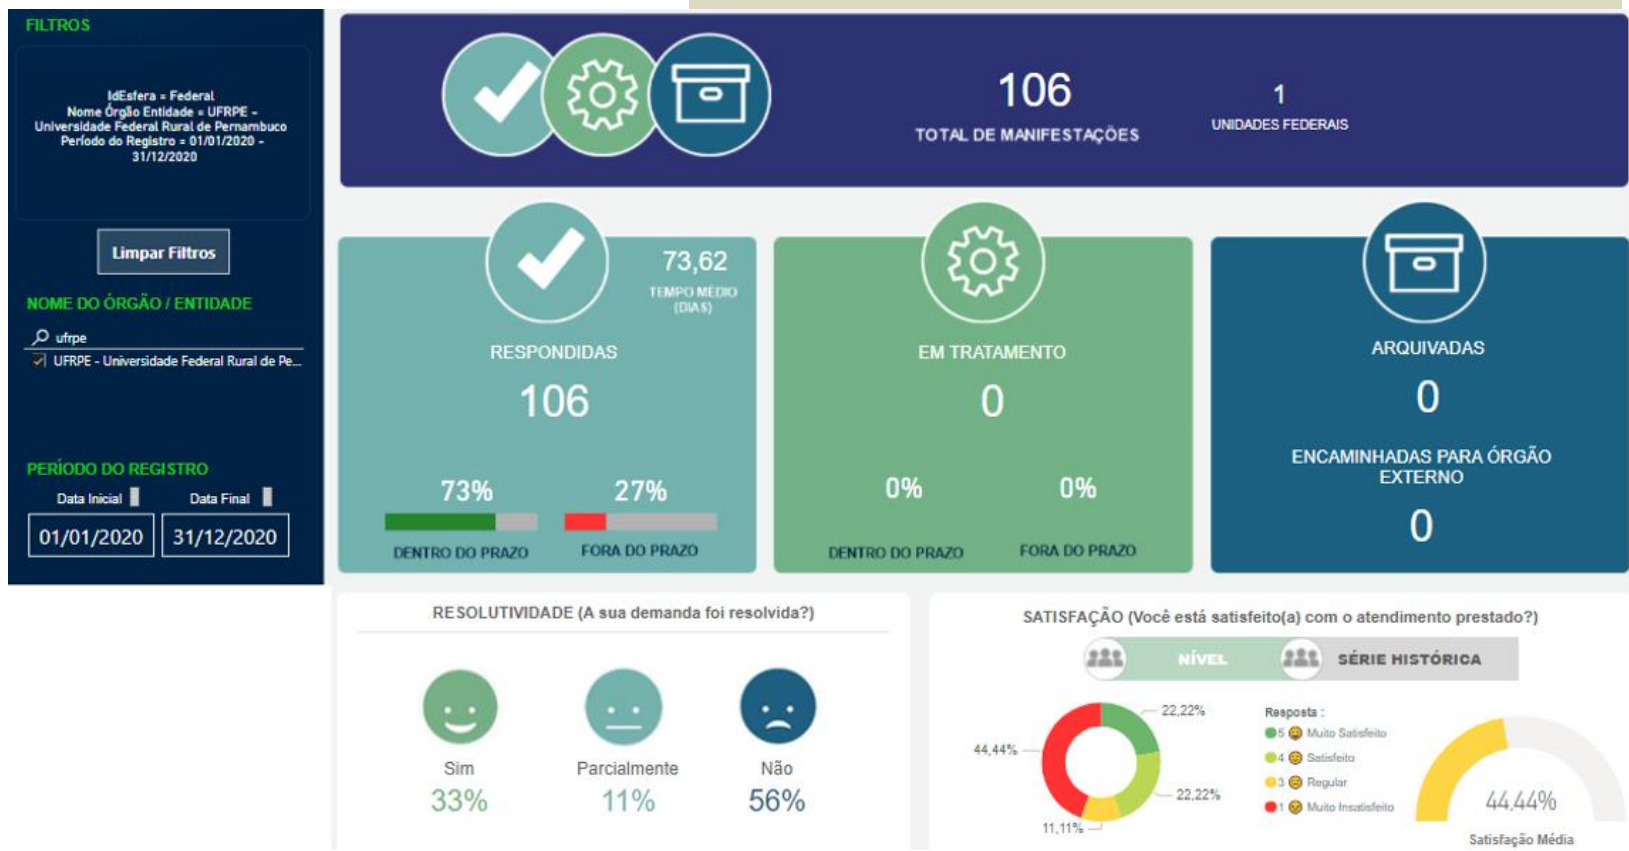 FILTROS
IdEsfera = Federal
Nome Órgão Entidade = UFRPE -
Universidade Federal Rural de Pernambuco
Período do Registro = 01/01/2020 -
31/12/2020
Limpar Filtros
NOME DO ÓRGÃO / ENTIDADE
ufrpe
UFRPE - Universidade Federal Rural de Pe...
PERÍODO DO REGISTRO
Data Inicial
Data Final
01/01/2020
31/12/2020
106
TOTAL DE MANIFESTAÇÕES
1
UNIDADES FEDERAIS
73,62
TEMPO MÉDIO
(DIAS)
RESPONDIDAS
106
73%
27%
DENTRO DO PRAZO
FORA DO PRAZO
EM TRATAMENTO
0
0%
0%
DENTRO DO PRAZO
FORA DO PRAZO
ARQUIVADAS
0
ENCAMINHADAS PARA ÓRGÃO
EXTERNO
0
RESOLUTIVIDADE (A sua demanda foi resolvida?)
Sim
33%
Parcialmente
11%
Não
56%
SATISFAÇÃO (Você está satisfeito(a) com o atendimento prestado?)
NÍVEL
SÉRIE HISTÓRICA
22,22%
44,44%
22,22%
11,11%
Resposta :
5 Muito Satisfeito
4 Satisfeito
3 Regular
1 Muito Insatisfeito
44,44%
Satisfação Média